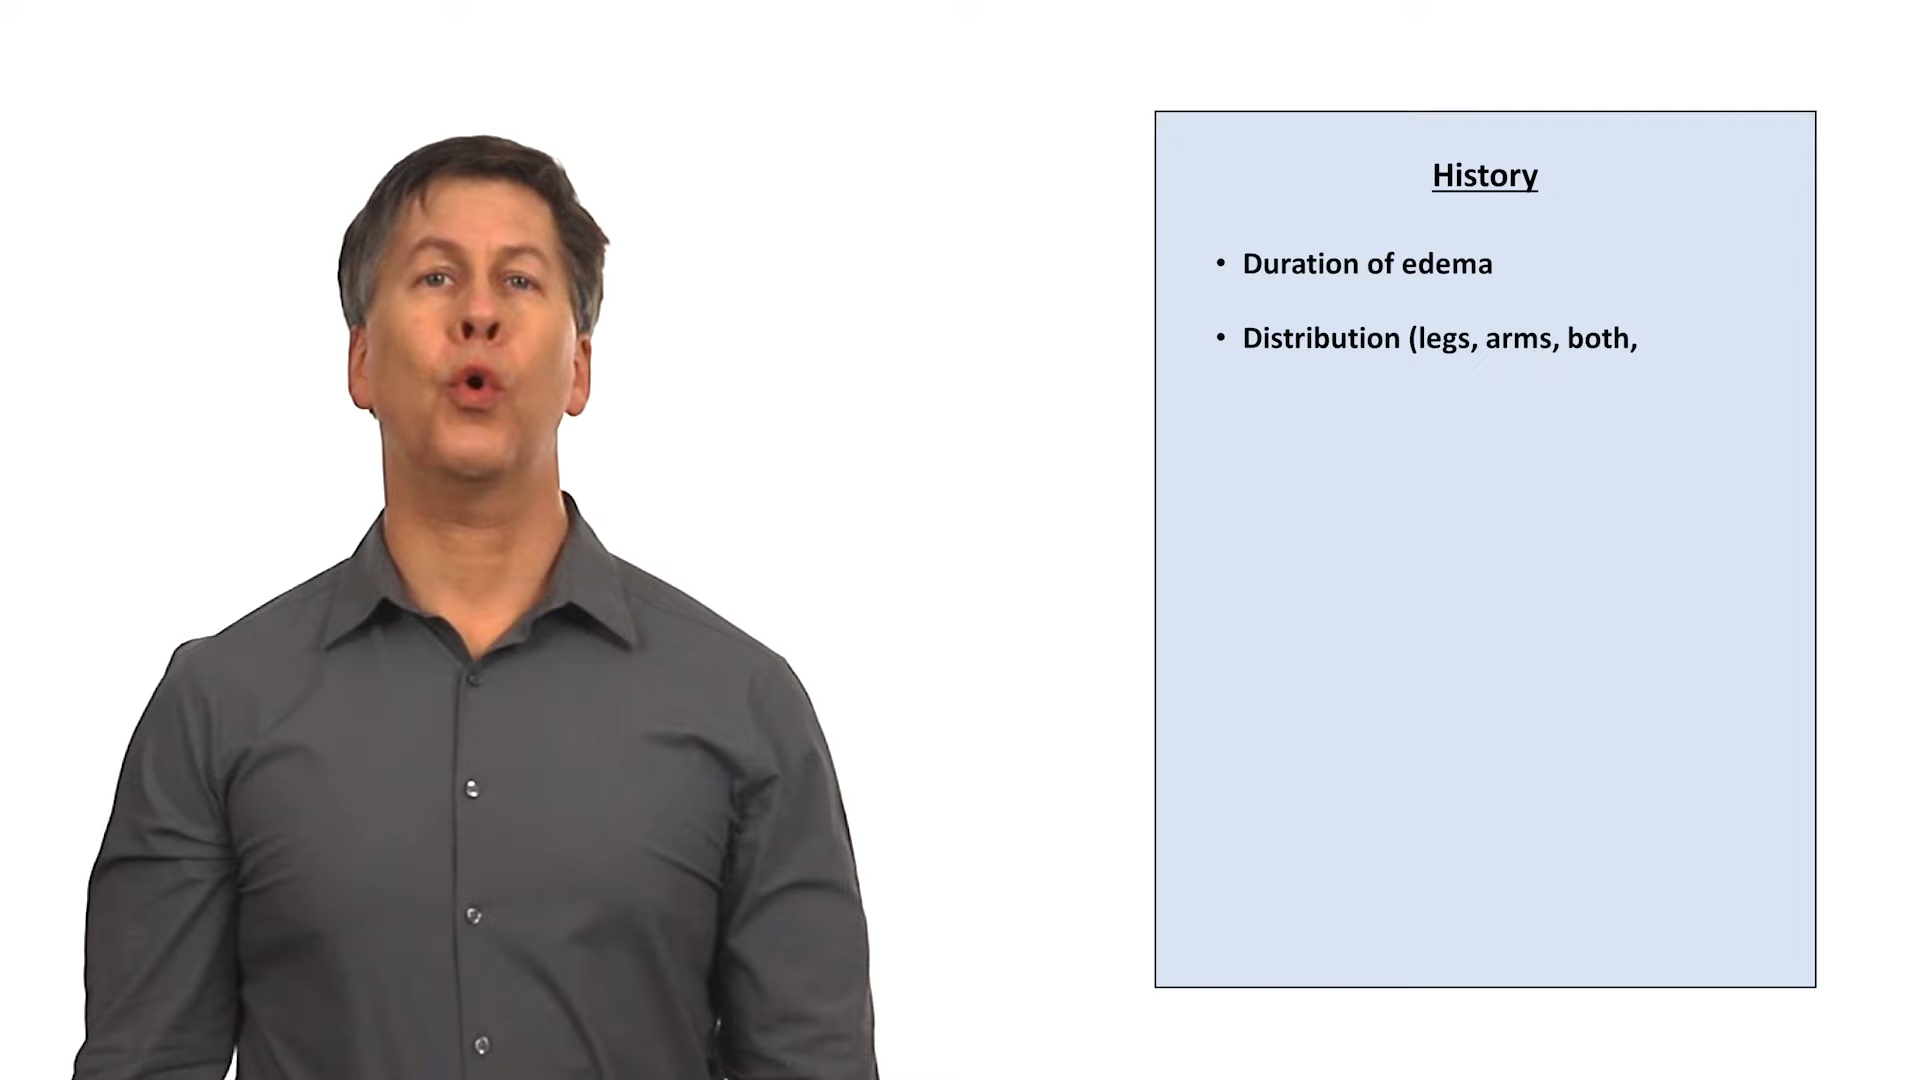 History
• Duration of edema
• Distribution (legs, arms, both,